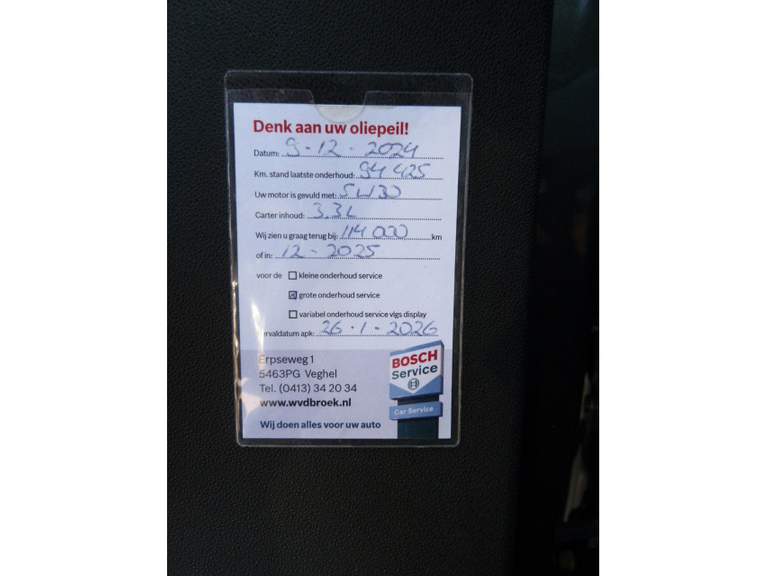 Denk aan uw oliepeil!
Datum: 9-12-2024
Km. stand laatste onderhoud: 94 425
Uw motor is gevuld met: 5W30
Carter inhoud: 3.3L
Wij zien u graag terug bij: 114 000 km
of in: 12-2025
voor de kleine onderhoud service
grote onderhoud service
variabel onderhoud service vlgs display
ervaldatum apk: 26-1-2026
Erpseweg 1
5463PG Veghel
Tel. (0413) 34 20 34
www.wvdbroek.nl
Wij doen alles voor uw auto
BOSCH
Service
Car Service